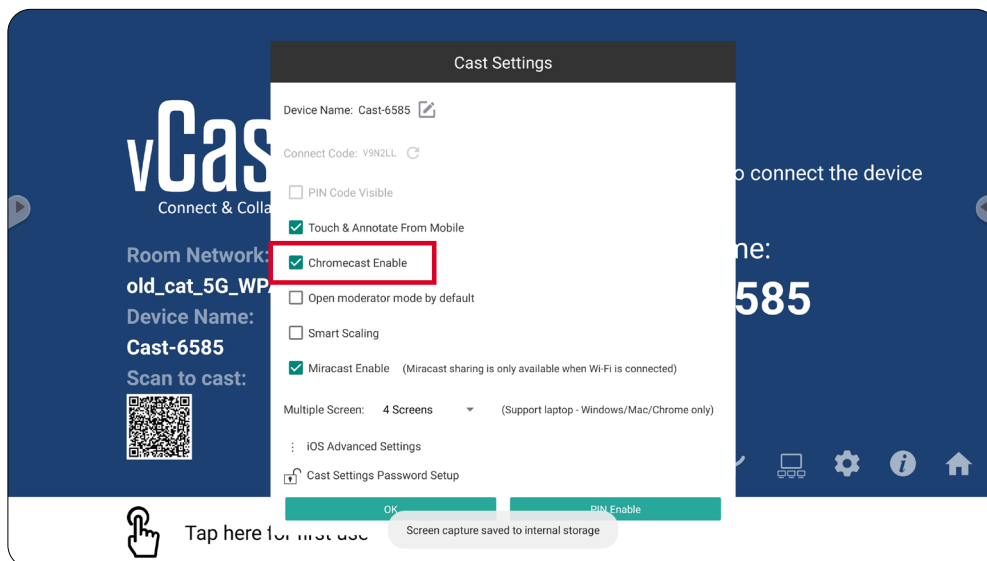 Cast Settings
Device Name: Cast-6585
Connect Code: V9N2LL
PIN Code Visible
Touch & Annotate From Mobile
Chromecast Enable
Open moderator mode by default
Smart Scaling
Miracast Enable (Miracast sharing is only available when Wi-Fi is connected)
Multiple Screen: 4 Screens (Support laptop - Windows/Mac/Chrome only)
iOS Advanced Settings
Cast Settings Password Setup
OK PIN Enable
Screen capture saved to internal storage
vCas
Connect & Colla
Room Network:
old_cat_5G_WP
Device Name:
Cast-6585
Scan to cast:
connect the device
me:
585
Tap here for first use